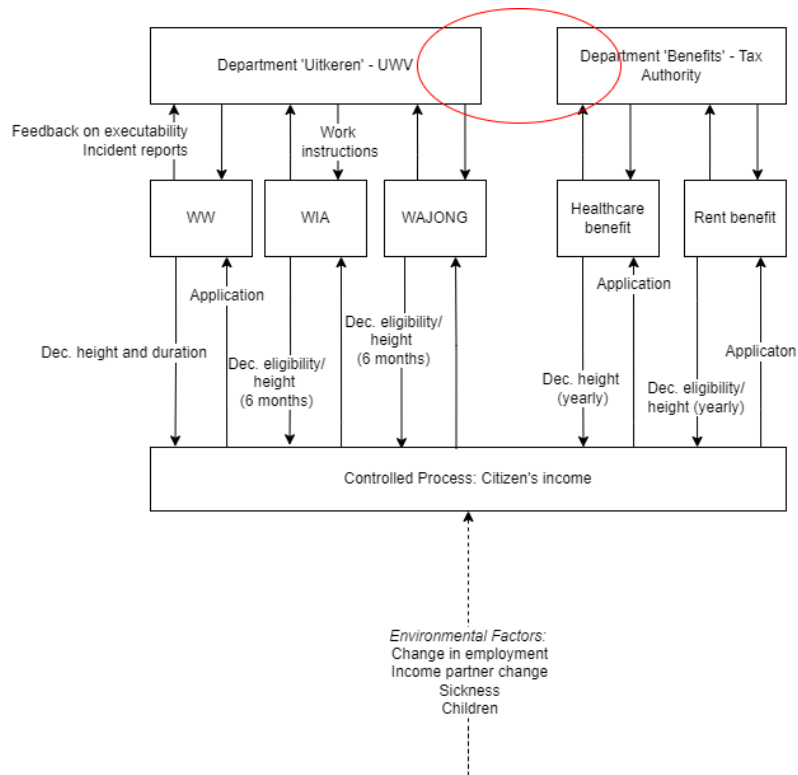 Department 'Uitkeren' - UWV
Department 'Benefits' - Tax
Authority
Feedback on executability
Incident reports
Work
instructions
WW
WIA
WAJONG
Healthcare
benefit
Rent benefit
Application
Dec. height and duration
Dec. eligibility/
height
(6 months)
Dec. eligibility/
height
(6 months)
Application
Dec. height
(yearly)
Applicaton
Dec. eligibility/
height (yearly)
Controlled Process: Citizen's income
Environmental Factors:
Change in employment
Income partner change
Sickness
Children